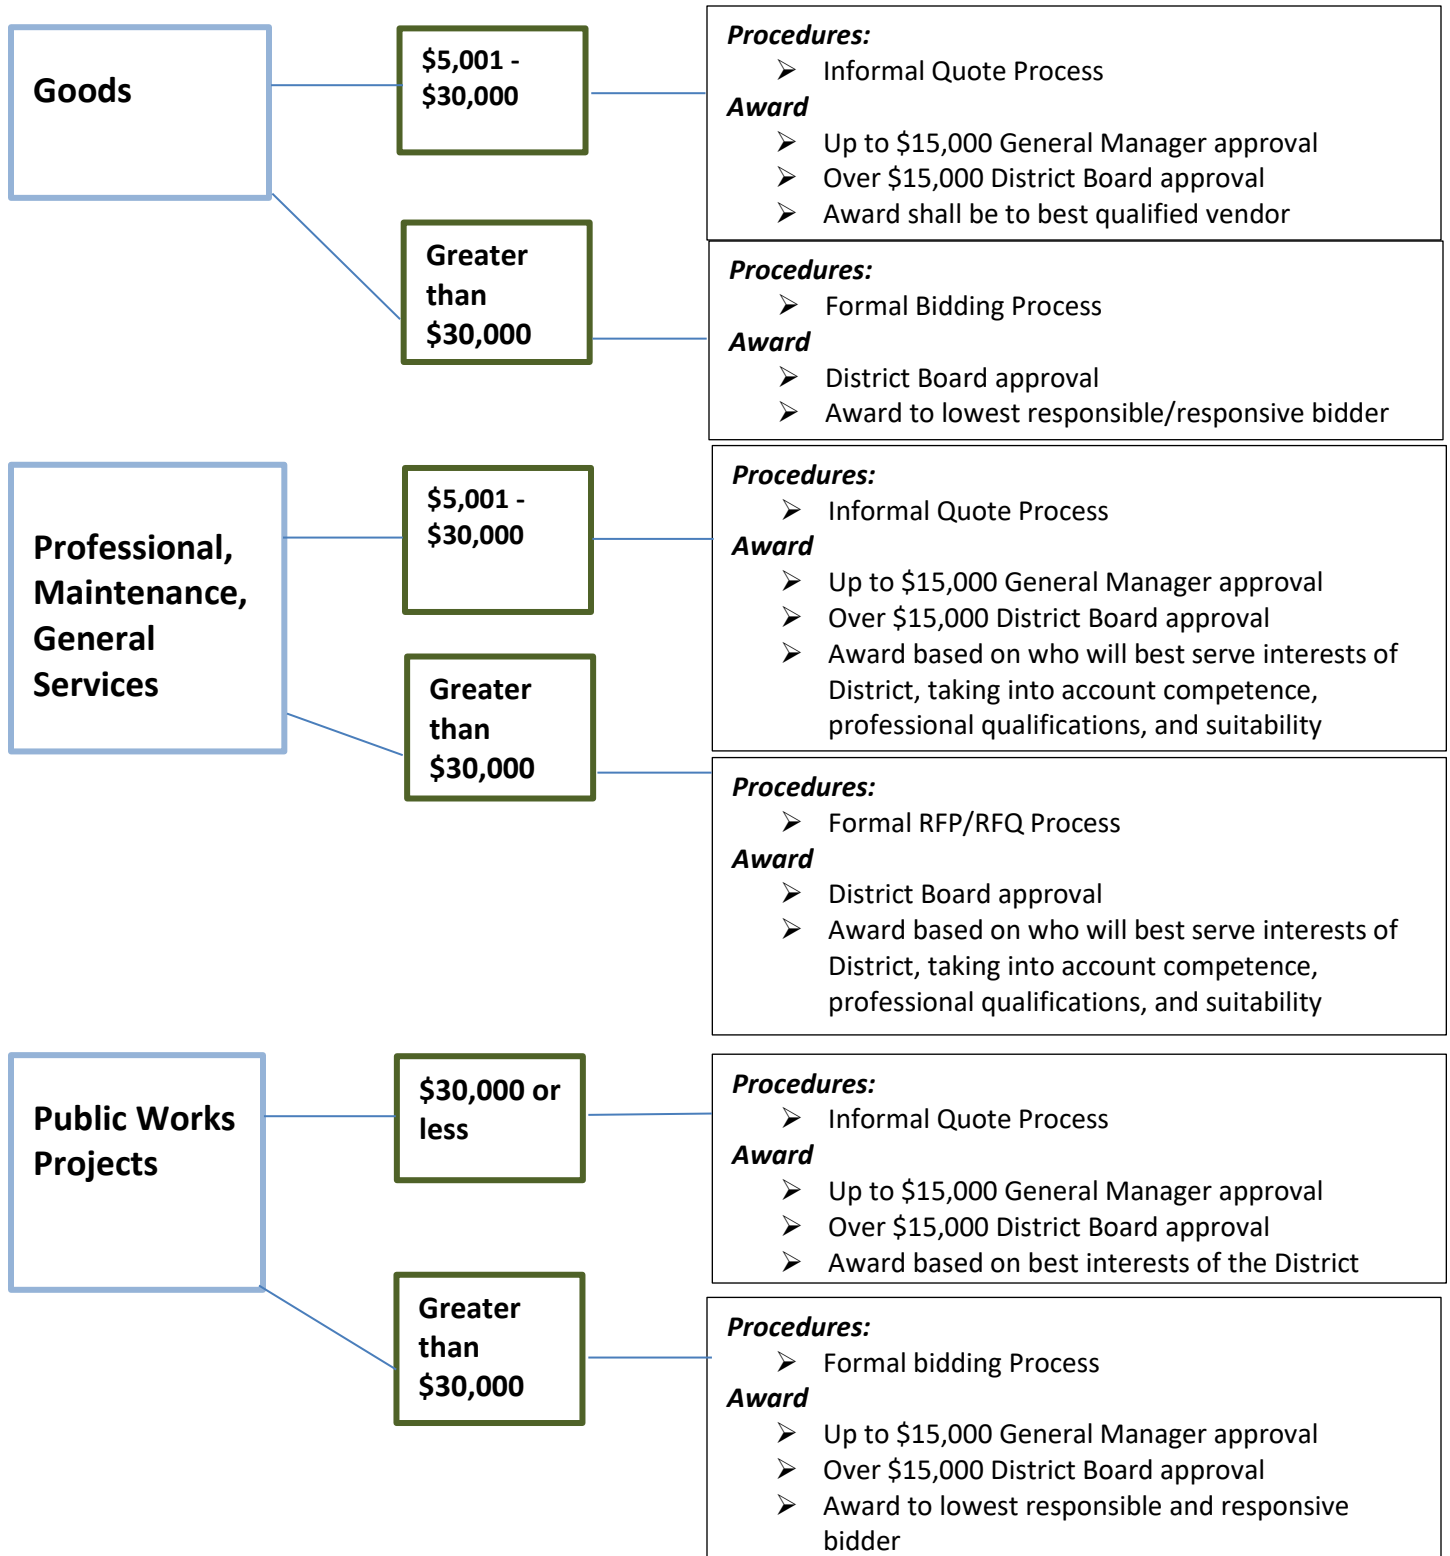 Goods
$5,001 -
$30,000
Procedures:
➢ Informal Quote Process
Award
➢ Up to $15,000 General Manager approval
➢ Over $15,000 District Board approval
➢ Award shall be to best qualified vendor
Greater
than
$30,000
Procedures:
➢ Formal Bidding Process
Award
➢ District Board approval
➢ Award to lowest responsible/responsive bidder
Professional,
Maintenance,
General
Services
$5,001 -
$30,000
Procedures:
➢ Informal Quote Process
Award
➢ Up to $15,000 General Manager approval
➢ Over $15,000 District Board approval
➢ Award based on who will best serve interests of
District, taking into account competence,
professional qualifications, and suitability
Greater
than
$30,000
Procedures:
➢ Formal RFP/RFQ Process
Award
➢ District Board approval
➢ Award based on who will best serve interests of
District, taking into account competence,
professional qualifications, and suitability
Public Works
Projects
$30,000 or
less
Procedures:
➢ Informal Quote Process
Award
➢ Up to $15,000 General Manager approval
➢ Over $15,000 District Board approval
➢ Award based on best interests of the District
Greater
than
$30,000
Procedures:
➢ Formal bidding Process
Award
➢ Up to $15,000 General Manager approval
➢ Over $15,000 District Board approval
➢ Award to lowest responsible and responsive
bidder